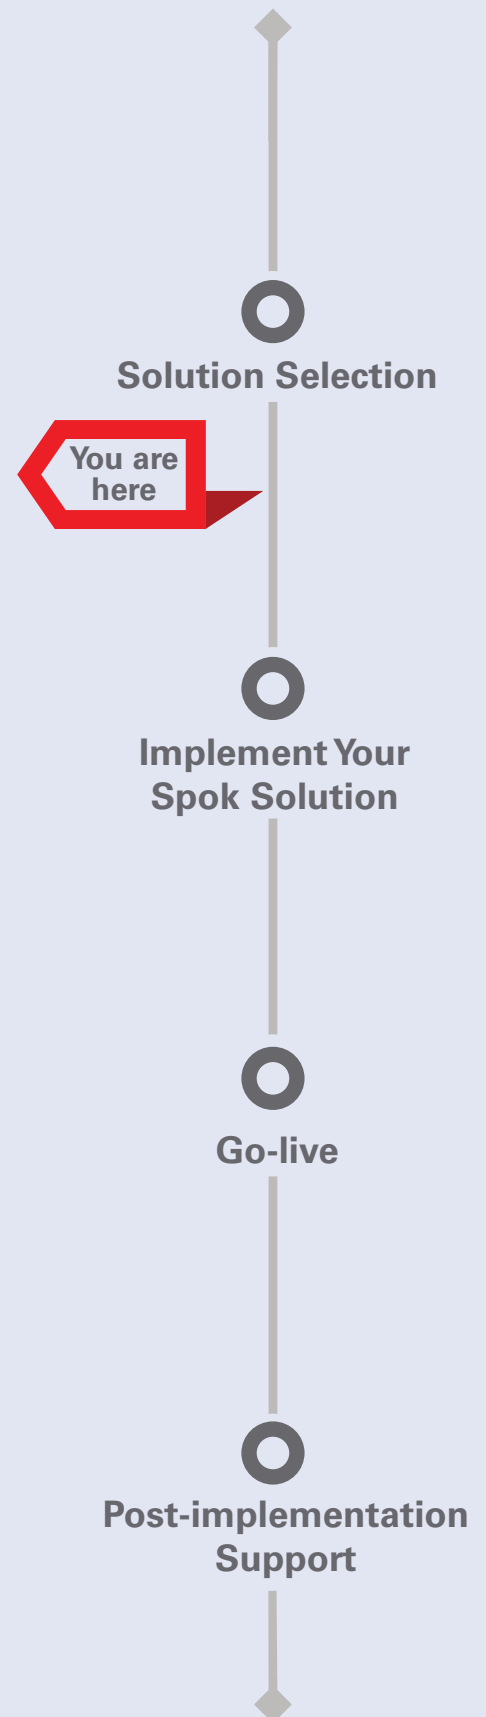 Solution Selection
You are
here
Implement Your
Spok Solution
Go-live
Post-implementation
Support